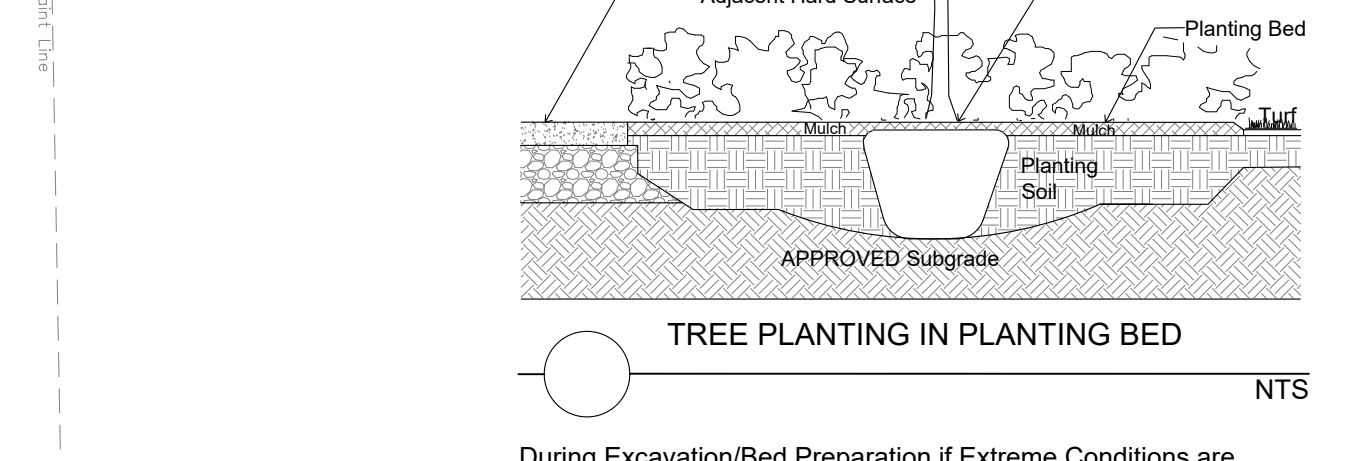 Adjacent Hard Surface
Planting Bed
Line
Turf
Mulch
Mulch
Planting
Soil
APPROVED Subgrade
TREE PLANTING IN PLANTING BED
NTS
During Excavation/Bed Preparation if Extreme Conditions are